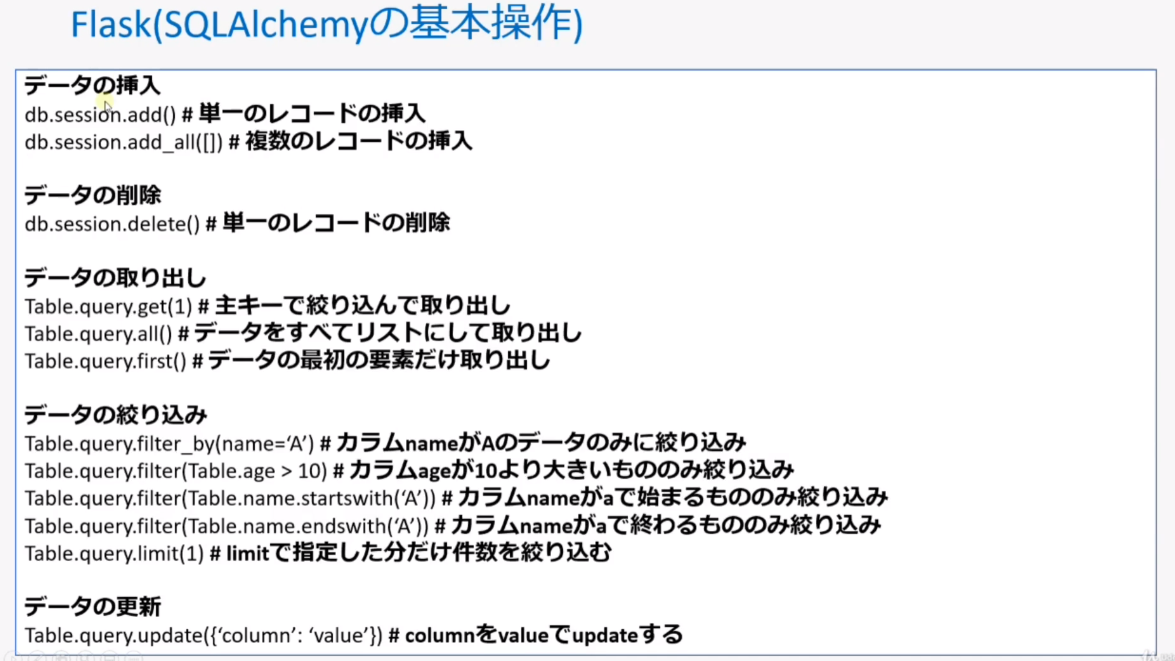 Flask(SQLAlchemyの基本操作)
データの挿入
db.session.add() # 単一のレコードの挿入
db.session.add_all([]) # 複数のレコードの挿入
データの削除
db.session.delete() # 単一のレコードの削除
データの取り出し
Table.query.get(1) # 主キーで絞り込んで取り出し
Table.query.all() # データをすべてリストにして取り出し
Table.query.first() # データの最初の要素だけ取り出し
データの絞り込み
Table.query.filter_by(name=‘A’) # カラムnameがAのデータのみに絞り込み
Table.query.filter(Table.age > 10) # カラムageが10より大きいもののみ絞り込み
Table.query.filter(Table.name.startswith(‘A’)) # カラムnameがaで始まるもののみ絞り込み
Table.query.filter(Table.name.endswith(‘A’)) # カラムnameがaで終わるもののみ絞り込み
Table.query.limit(1) # limitで指定した分だけ件数を絞り込む
データの更新
Table.query.update({‘column’: ‘value’}) # columnをvalueでupdateする